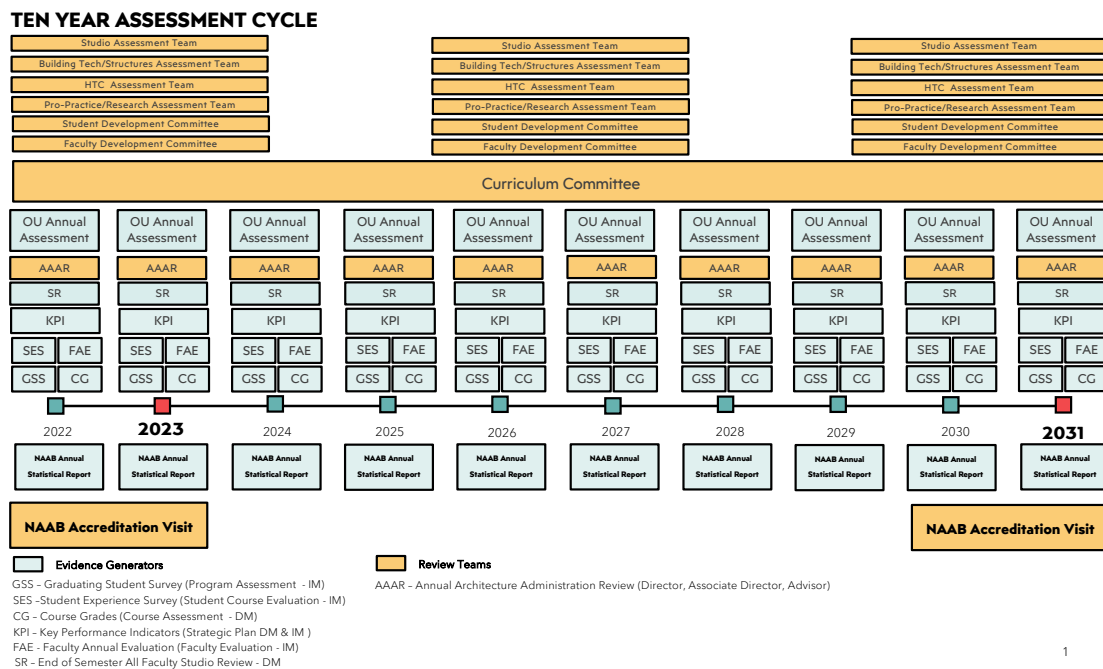 TEN YEAR ASSESSMENT CYCLE
Studio Assessment Team
Building Tech/Structures Assessment Team
HTC Assessment Team
Pro-Practice/Research Assessment Team
Student Development Committee
Faculty Development Committee
Studio Assessment Team
Building Tech/Structures Assessment Team
HTC Assessment Team
Pro-Practice/Research Assessment Team
Student Development Committee
Faculty Development Committee
Studio Assessment Team
Building Tech/Structures Assessment Team
HTC Assessment Team
Pro-Practice/Research Assessment Team
Student Development Committee
Faculty Development Committee
Curriculum Committee
OU Annual OU Annual OU Annual OU Annual OU Annual OU Annual OU Annual OU Annual OU Annual OU Annual
Assessment Assessment Assessment Assessment Assessment Assessment Assessment Assessment Assessment Assessment
AAAR AAAR AAAR AAAR AAAR AAAR AAAR AAAR AAAR AAAR
SR SR SR SR SR SR SR SR SR SR
KPI KPI KPI KPI KPI KPI KPI KPI KPI KPI
SES FAE SES FAE SES FAE SES FAE SES FAE SES FAE SES FAE SES FAE SES FAE SES FAE
GSS CG GSS CG GSS CG GSS CG GSS CG GSS CG GSS CG GSS CG GSS CG GSS CG
2022 2023 2024 2025 2026 2027 2028 2029 2030 2031
NAAB Annual NAAB Annual NAAB Annual NAAB Annual NAAB Annual NAAB Annual NAAB Annual NAAB Annual NAAB Annual NAAB Annual
Statistical Report Statistical Report Statistical Report Statistical Report Statistical Report Statistical Report Statistical Report Statistical Report Statistical Report Statistical Report
NAAB Accreditation Visit NAAB Accreditation Visit
Evidence Generators
GSS – Graduating Student Survey (Program Assessment - IM)
SES –Student Experience Survey (Student Course Evaluation - IM)
CG – Course Grades (Course Assessment - DM)
KPI – Key Performance Indicators (Strategic Plan DM & IM )
FAE - Faculty Annual Evaluation (Faculty Evaluation - IM)
SR – End of Semester All Faculty Studio Review - DM
Review Teams
AAAR – Annual Architecture Administration Review (Director, Associate Director, Advisor)
1